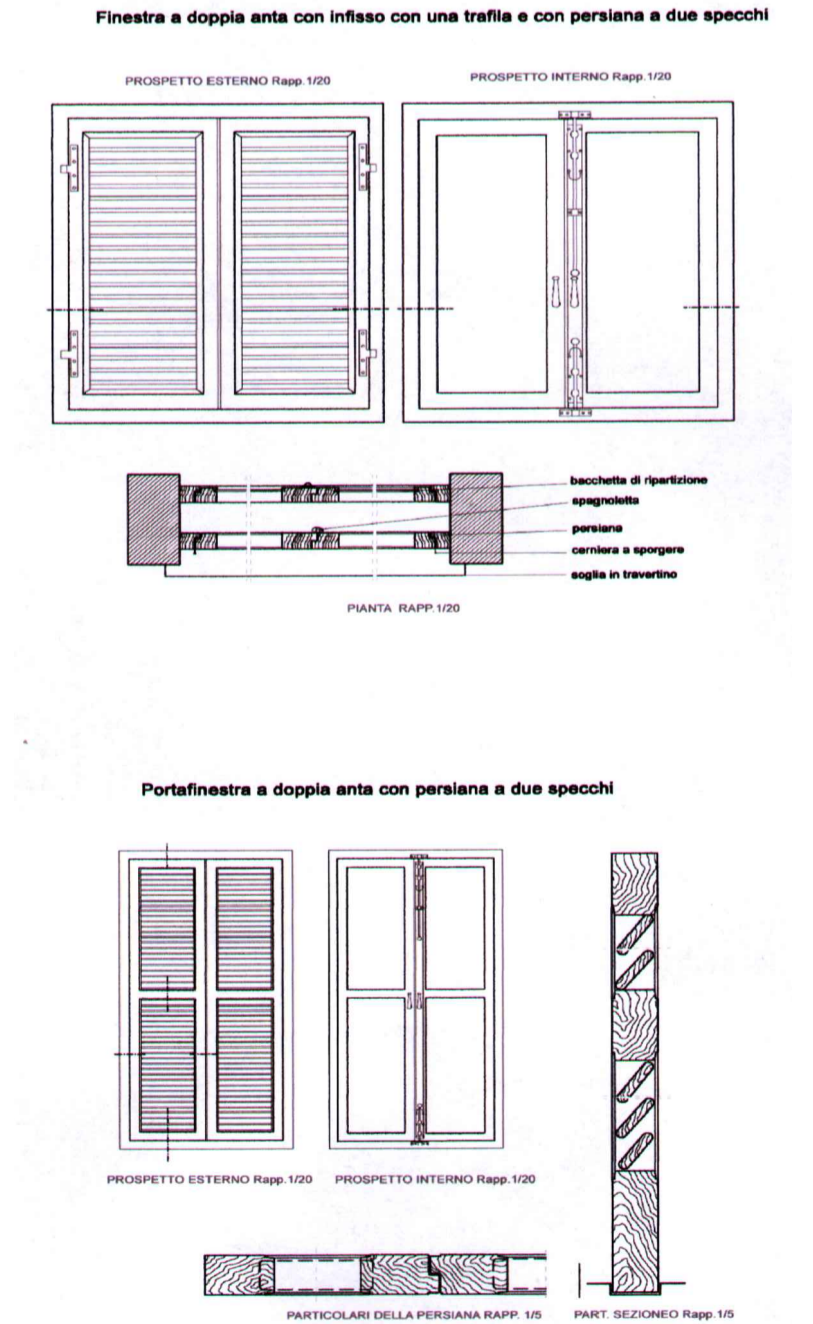 Finestra a doppia anta con infisso con una trafila e con persiana a due specchi
PROSPETTO ESTERNO Rapp.1/20
PROSPETTO INTERNO Rapp.1/20
bacchetta di ripartizione
spagnoletta
persiana
cerniera a sporgere
soglia in travertino
PIANTA RAPP.1/20
Portafinestra a doppia anta con persiana a due specchi
PROSPETTO ESTERNO Rapp.1/20
PROSPETTO INTERNO Rapp.1/20
PARTICOLARI DELLA PERSIANA RAPP. 1/5
PART. SEZIONEO Rapp.1/5